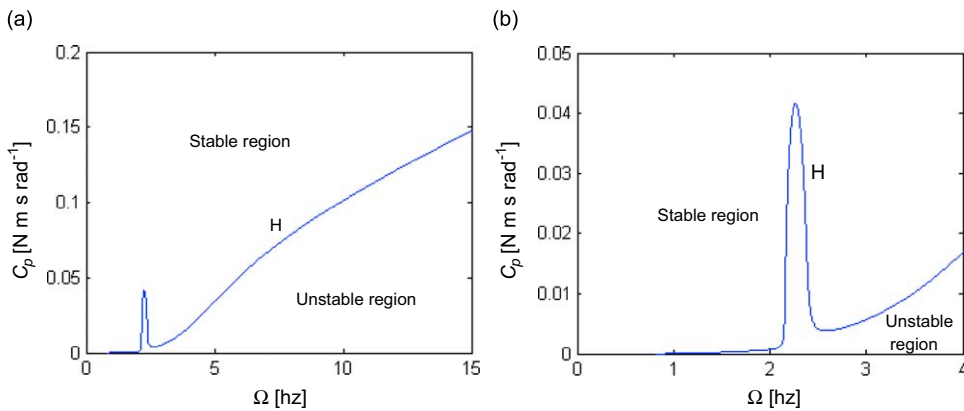 (a)
0.2
0.15
0.1
0.05
0
Cp [N m s rad-1]
Stable region
H
Unstable region
0
5
10
15
Ω [hz]
(b)
0.05
0.04
0.03
0.02
0.01
0
Cp [N m s rad-1]
H
Stable region
Unstable
region
0
1
2
3
4
Ω [hz]